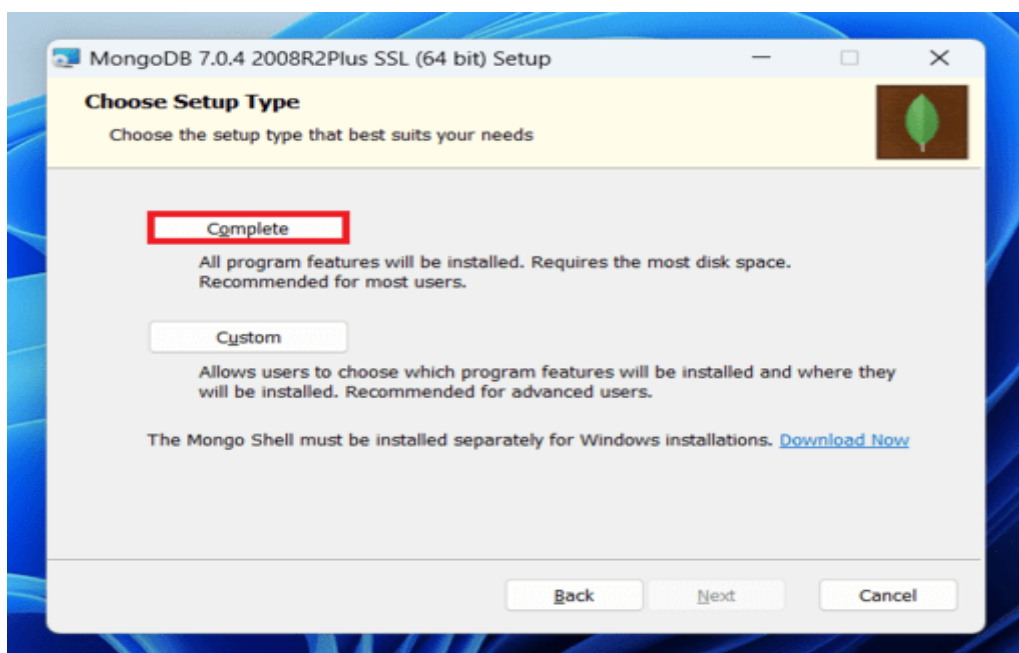 MongoDB 7.0.4 2008R2Plus SSL (64 bit) Setup
Choose Setup Type
Choose the setup type that best suits your needs
Complete
All program features will be installed. Requires the most disk space.
Recommended for most users.
Custom
Allows users to choose which program features will be installed and where they
will be installed. Recommended for advanced users.
The Mongo Shell must be installed separately for Windows installations. Download Now
Back Next Cancel